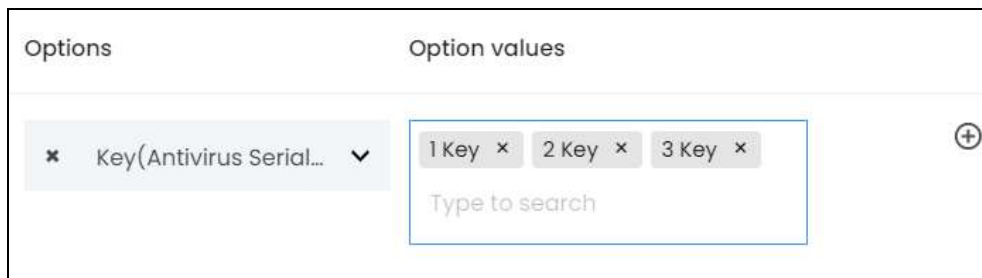 Options Option values
Key(Antivirus Serial... 1 Key × 2 Key × 3 Key ×
Type to search